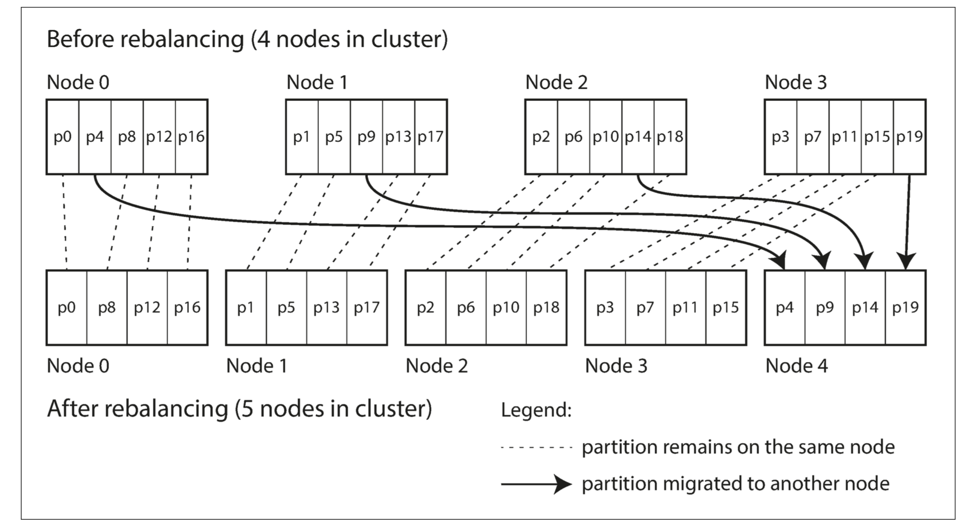 Before rebalancing (4 nodes in cluster)
Node 0 Node 1 Node 2 Node 3
p0 p4 p8 p12 p16 p1 p5 p9 p13 p17 p2 p6 p10 p14 p18 p3 p7 p11 p15 p19
p0 p8 p12 p16 p1 p5 p13 p17 p2 p6 p10 p18 p3 p7 p11 p15 p4 p9 p14 p19
Node 0 Node 1 Node 2 Node 3 Node 4
After rebalancing (5 nodes in cluster)
Legend:
partition remains on the same node
partition migrated to another node